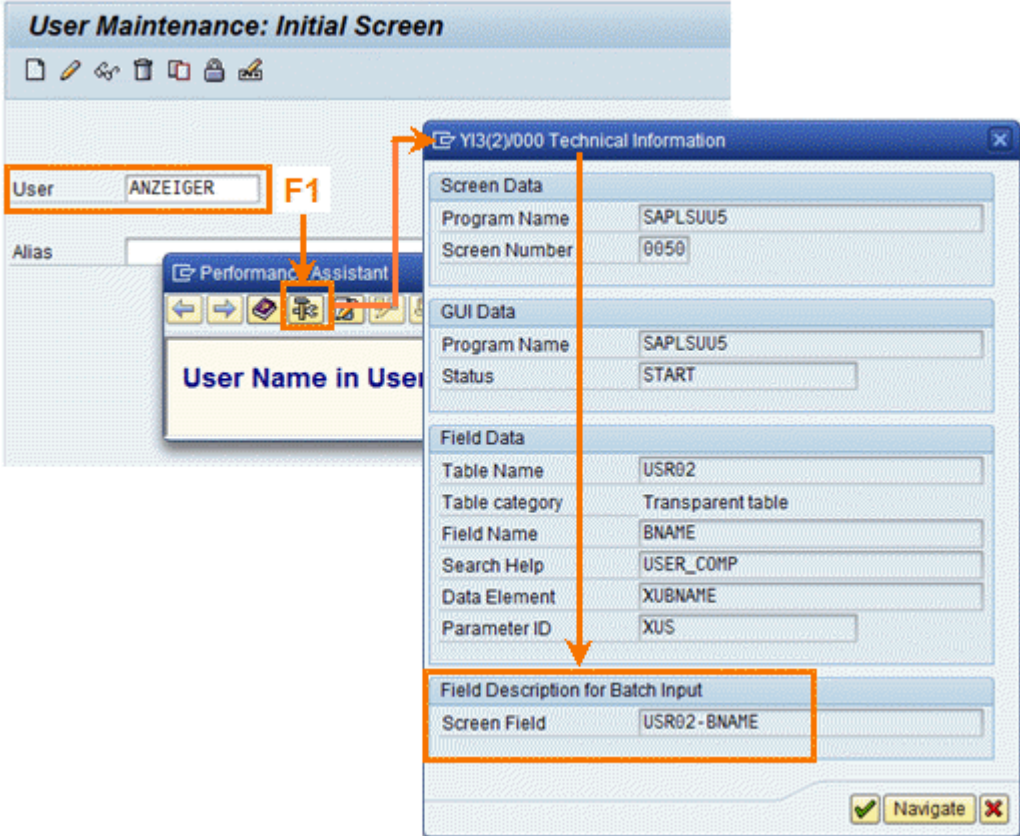 User Maintenance: Initial Screen
User ANZEIGER
F1
Alias
Performance Assistant
User Name in User
YI3(2)/000 Technical Information
Screen Data
Program Name SAPLSUU5
Screen Number 0050
GUI Data
Program Name SAPLSUU5
Status START
Field Data
Table Name USR02
Table category Transparent table
Field Name BNAME
Search Help USER_COMP
Data Element XUBNAME
Parameter ID XUS
Field Description for Batch Input
Screen Field USR02-BNAME
Navigate